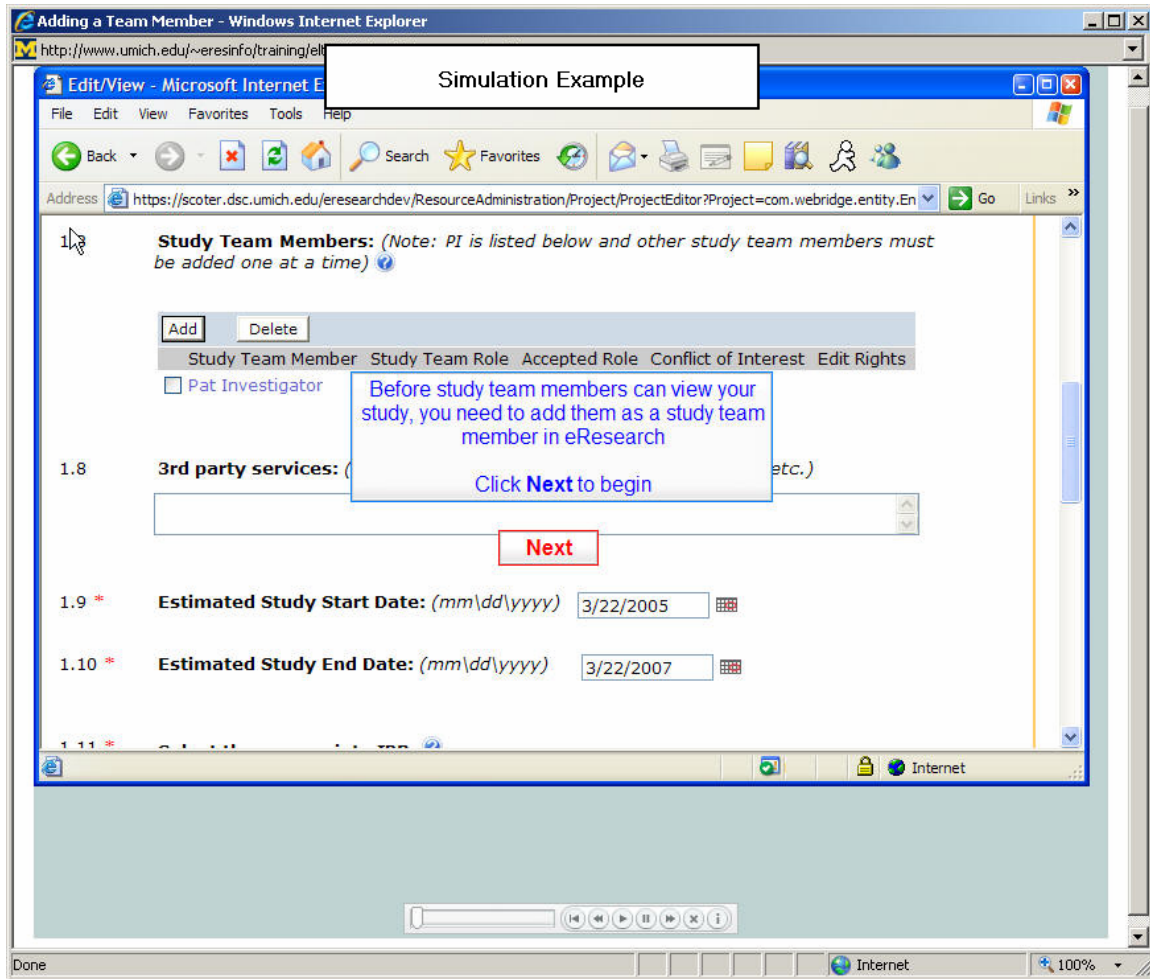 Adding a Team Member - Windows Internet Explorer
http://www.umich.edu/~eresinfo/training/elt
Simulation Example
Edit/View - Microsoft Internet E
File Edit View Favorites Tools Help
Back Search Favorites
Address https://scoter.dsc.umich.edu/eresearchdev/ResourceAdministration/Project/ProjectEditor?Project=com.webridge.entity.En Go Links »
Study Team Members: (Note: PI is listed below and other study team members must
be added one at a time)
Add Delete
Study Team Member Study Team Role Accepted Role Conflict of Interest Edit Rights
Pat Investigator
Before study team members can view your
study, you need to add them as a study team
member in eResearch
Click Next to begin
1.8 3rd party services: ( etc.)
Next
1.9 * Estimated Study Start Date: (mm\dd\yyyy) 3/22/2005
1.10 * Estimated Study End Date: (mm\dd\yyyy) 3/22/2007
1.11 *
Internet
Done Internet 100%